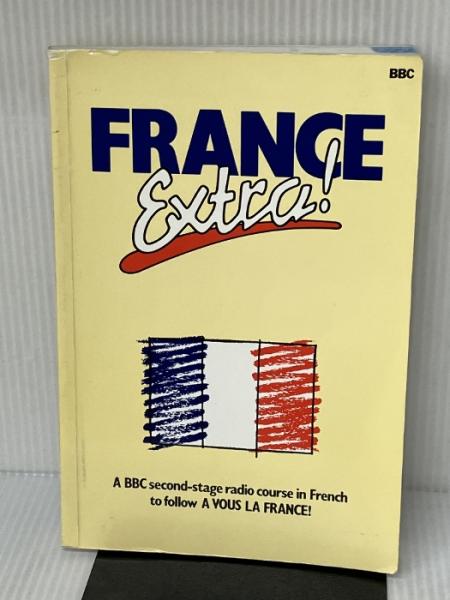 BBC
FRANCE
Extra!
A BBC second-stage radio course in French
to follow A VOUS LA FRANCE!